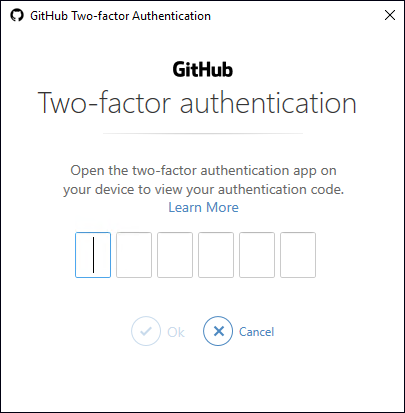 GitHub Two-factor Authentication
GitHub
Two-factor authentication
Open the two-factor authentication app on
your device to view your authentication code.
Learn More
Ok Cancel